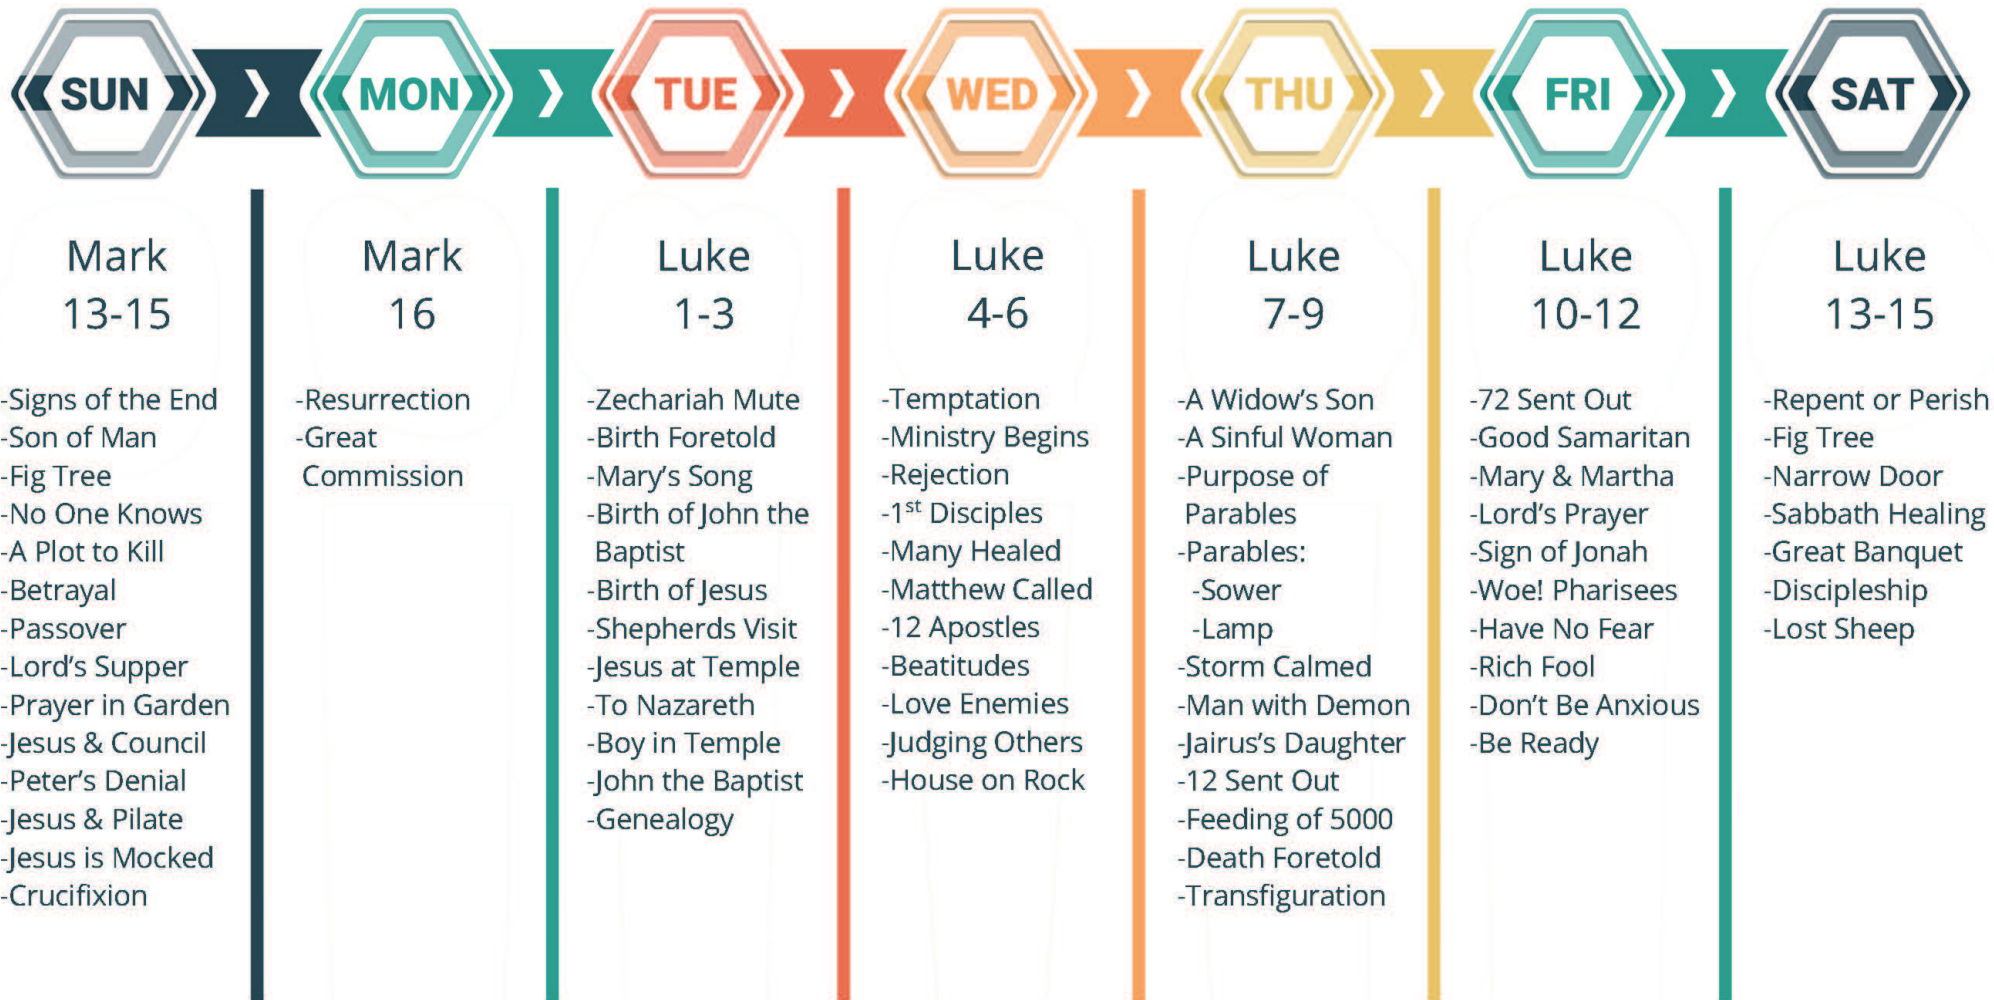 SUN
MON
TUE
WED
THU
FRI
SAT
Mark
13-15
-Signs of the End
-Son of Man
-Fig Tree
-No One Knows
-A Plot to Kill
-Betrayal
-Passover
-Lord’s Supper
-Prayer in Garden
-Jesus & Council
-Peter’s Denial
-Jesus & Pilate
-Jesus is Mocked
-Crucifixion
Mark
16
-Resurrection
-Great
Commission
Luke
1-3
-Zechariah Mute
-Birth Foretold
-Mary’s Song
-Birth of John the
Baptist
-Birth of Jesus
-Shepherds Visit
-Jesus at Temple
-To Nazareth
-Boy in Temple
-John the Baptist
-Genealogy
Luke
4-6
-Temptation
-Ministry Begins
-Rejection
-1st Disciples
-Many Healed
-Matthew Called
-12 Apostles
-Beatitudes
-Love Enemies
-Judging Others
-House on Rock
Luke
7-9
-A Widow’s Son
-A Sinful Woman
-Purpose of
Parables
-Parables:
-Sower
-Lamp
-Storm Calmed
-Man with Demon
-Jairus’s Daughter
-12 Sent Out
-Feeding of 5000
-Death Foretold
-Transfiguration
Luke
10-12
-72 Sent Out
-Good Samaritan
-Mary & Martha
-Lord’s Prayer
-Sign of Jonah
-Woe! Pharisees
-Have No Fear
-Rich Fool
-Don’t Be Anxious
-Be Ready
Luke
13-15
-Repent or Perish
-Fig Tree
-Narrow Door
-Sabbath Healing
-Great Banquet
-Discipleship
-Lost Sheep